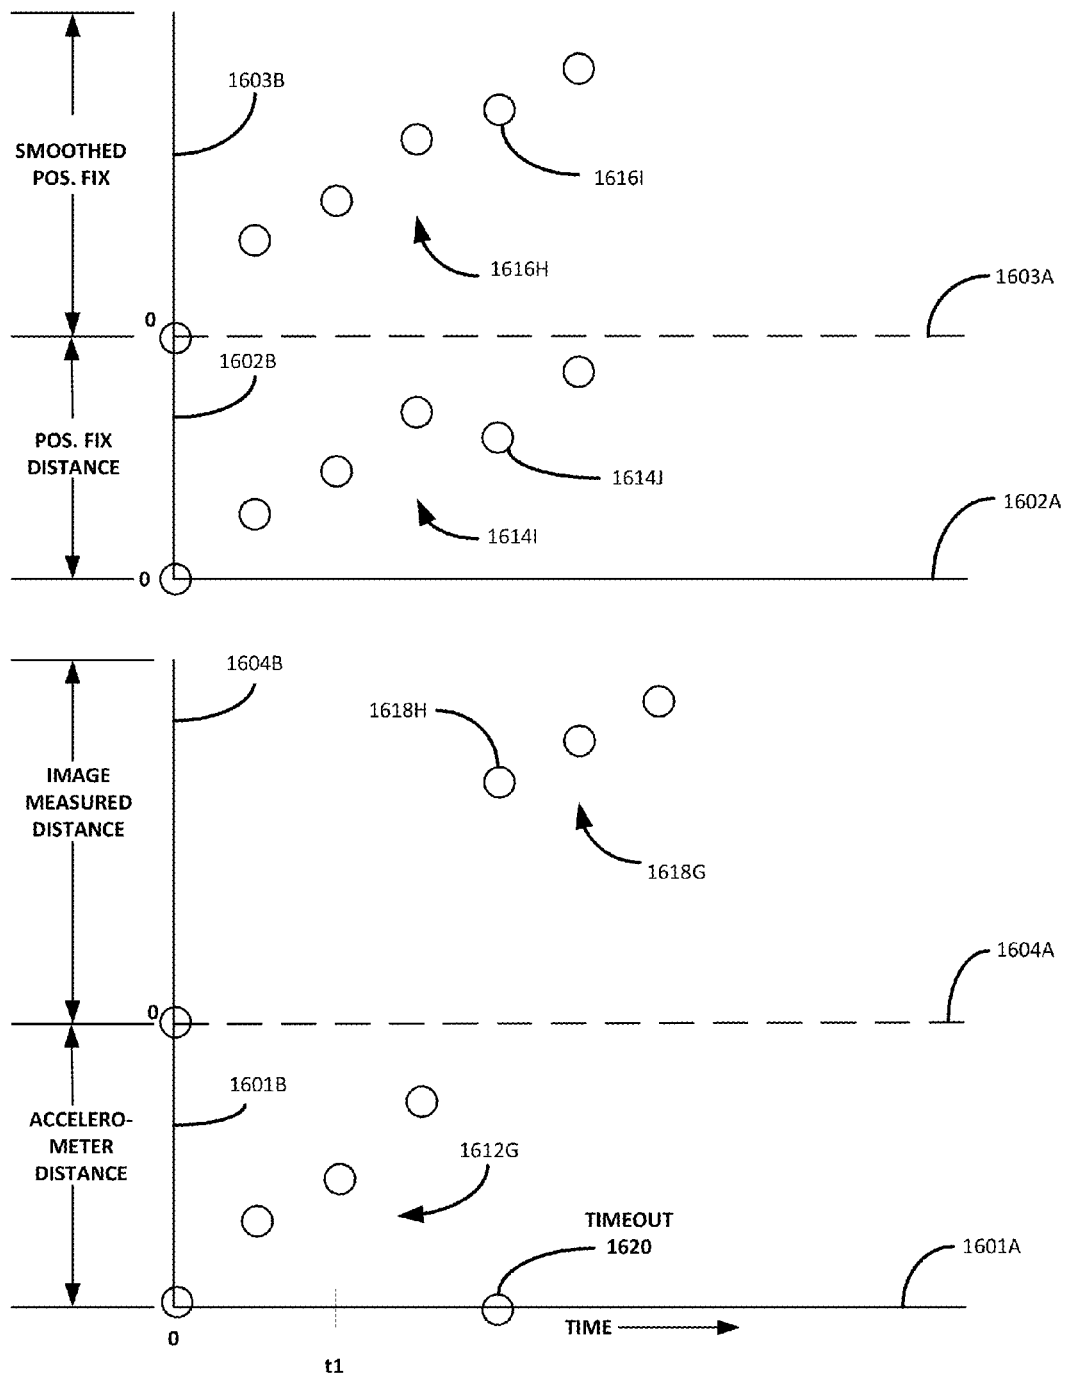 1603B
SMOOTHED
POS. FIX
1616I
1616H
1603A
0
1602B
POS. FIX
DISTANCE
1614J
1614I
1602A
0
1604B
1618H
IMAGE
MEASURED
DISTANCE
1618G
1604A
0
1601B
ACCELERO-
METER
DISTANCE
1612G
TIMEOUT
1620
1601A
0
TIME
t1